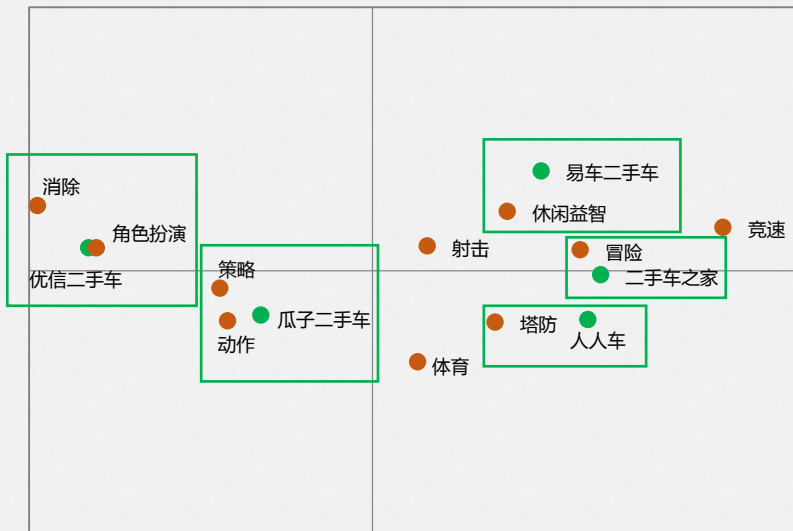 易车二手车
消除
休闲益智
竞速
角色扮演
射击
冒险
优信二手车
策略
二手车之家
瓜子二手车
塔防
动作
人人车
体育